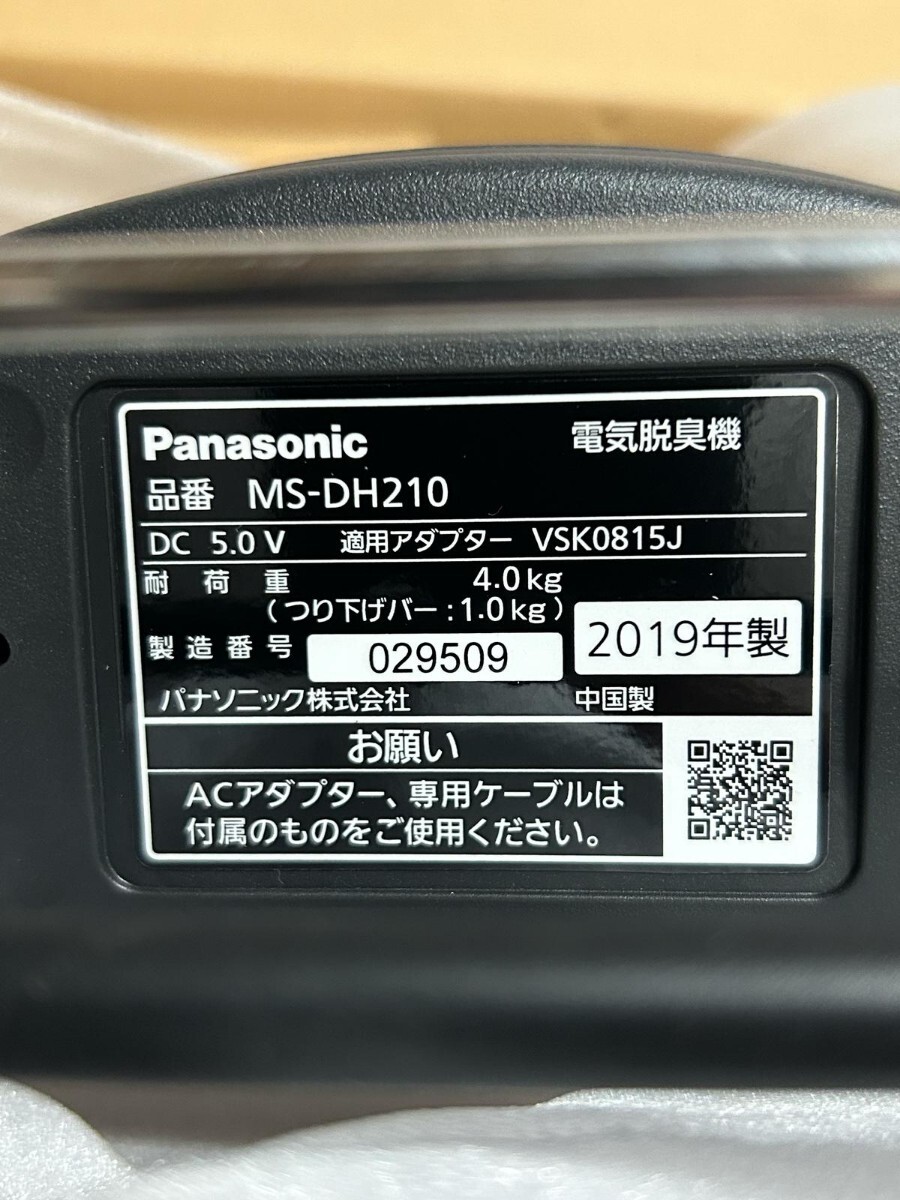 Panasonic 電気脱臭機
品番 MS-DH210
DC 5.0 V 適用アダプター VSK0815J
耐荷重 4.0kg
(つり下げバー:1.0kg)
製造番号 029509 2019年製
パナソニック株式会社 中国製
お願い
ACアダプター、専用ケーブルは
付属のものをご使用ください。